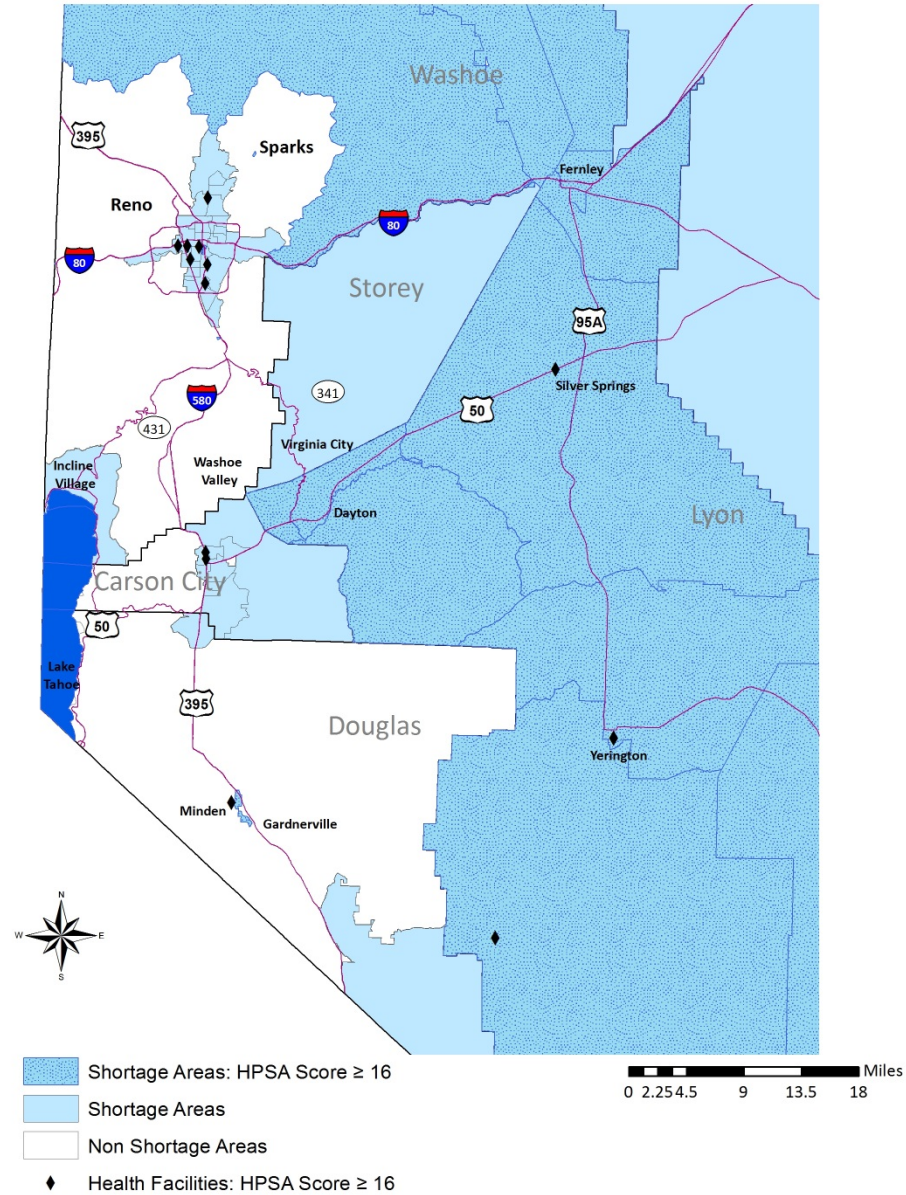 Washoe
395
Sparks
Fernley
Reno
80
80
Storey
95A
Silver Springs
341
50
580
431
Virginia City
Incline
Village
Washoe
Valley
Dayton
Lyon
Carson City
50
Lake
Tahoe
395
Douglas
Yerington
Minden
Gardnerville
N
W
E
S
Shortage Areas: HPSA Score ≥ 16
Miles
0 2.25 4.5 9 13.5 18
Shortage Areas
Non Shortage Areas
Health Facilities: HPSA Score ≥ 16